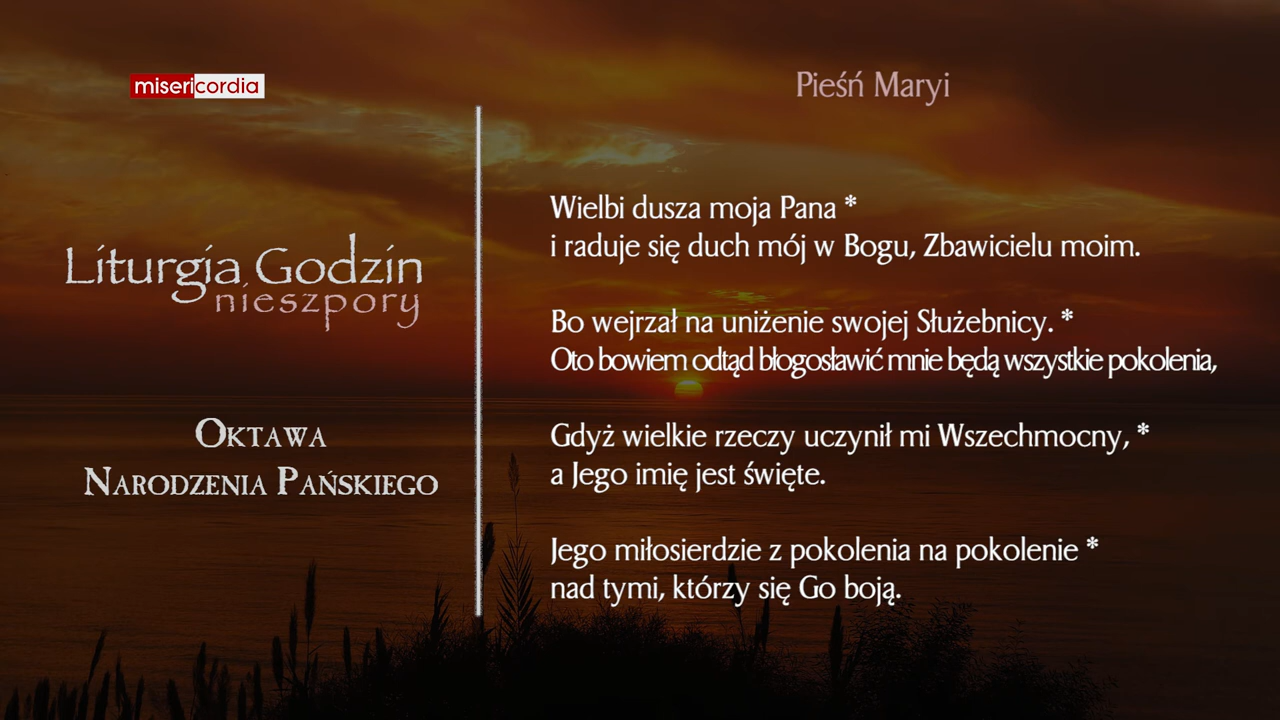 misericordia
Liturgia Godzin
nieszpory
Oktawa
Narodzenia Pańskiego
Pieśń Maryi
Wielbi dusza moja Pana *
i raduje się duch mój w Bogu, Zbawicielu moim.
Bo wejrzał na uniżenie swojej Służebnicy. *
Oto bowiem odtąd błogosławić mnie będą wszystkie pokolenia,
Gdyż wielkie rzeczy uczynił mi Wszechmocny, *
a Jego imię jest święte.
Jego miłosierdzie z pokolenia na pokolenie *
nad tymi, którzy się Go boją.